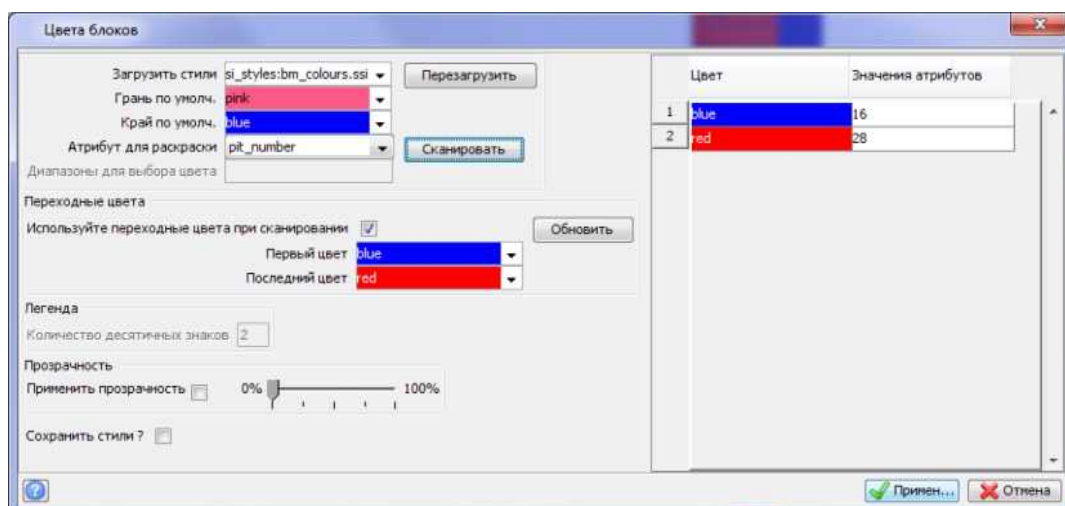 Цвета блоков
Загрузить стили si_styles:bm_colours.ssi Перезагрузить
Грань по умолч. pink
Край по умолч. blue
Атрибут для раскраски pit_number Сканировать
Диапазоны для выбора цвета
Переходные цвета
Используйте переходные цвета при сканировании Обновить
Первый цвет blue
Последний цвет red
Легенда
Количество десятичных знаков 2
Прозрачность
Применить прозрачность 0% 100%
Сохранить стили ?
Цвет Значения атрибутов
1 blue 16
2 red 28
Примен... Отмена